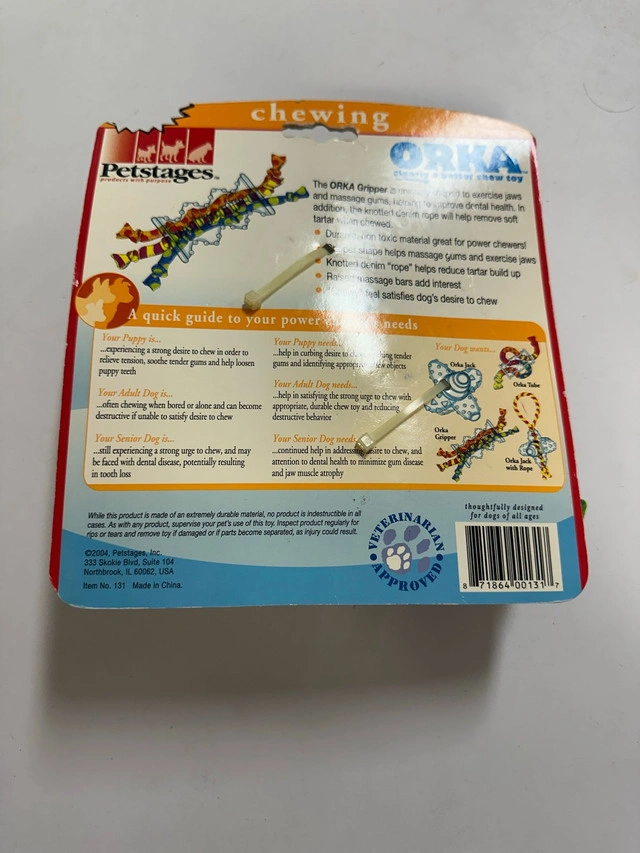 chewing
Petstages
products with purpose
ORKA
chew toy
The ORKA Gripper is to exercise jaws
and massage gums, improve dental health. In
addition, the knotted denim rope will help remove soft
tartar when chewed.
non toxic material great for power chewers!
shape helps massage gums and exercise jaws
Knotted denim "rope" helps reduce tartar build up
massage bars add interest
feel satisfies dog's desire to chew
A quick guide to your power needs
Your Puppy is...
...experiencing a strong desire to chew in order to
relieve tension, soothe tender gums and help loosen
puppy teeth
Your Adult Dog is...
...often chewing when bored or alone and can become
destructive if unable to satisfy desire to chew
Your Senior Dog is...
...still experiencing a strong urge to chew, and may
be faced with dental disease, potentially resulting
in tooth loss
Your Puppy needs...
...help in curbing desire to tender
gums and identifying objects
Your Adult Dog needs...
...help in satisfying the strong urge to chew with
appropriate, durable chew toy and reducing
destructive behavior
Your Senior Dog needs
...continued help in to chew, and
attention to dental health to minimize gum disease
and jaw muscle atrophy
Your Dog wants...
Orka Jack
Orka Tube
Orka
Gripper
Orka Jack
with Rope
While this product is made of an extremely durable material, no product is indestructible in all
cases. As with any product, supervise your pet's use of this toy. Inspect product regularly for
rips or tears and remove toy if damaged or if parts become separated, as injury could result.
©2004, Petstages, Inc.
333 Skokie Blvd, Suite 104
Northbrook, IL 60062, USA
Item No. 131 Made in China.
VETERINARIAN
APPROVED
thoughtfully designed
for dogs of all ages
8 71864 00131 7